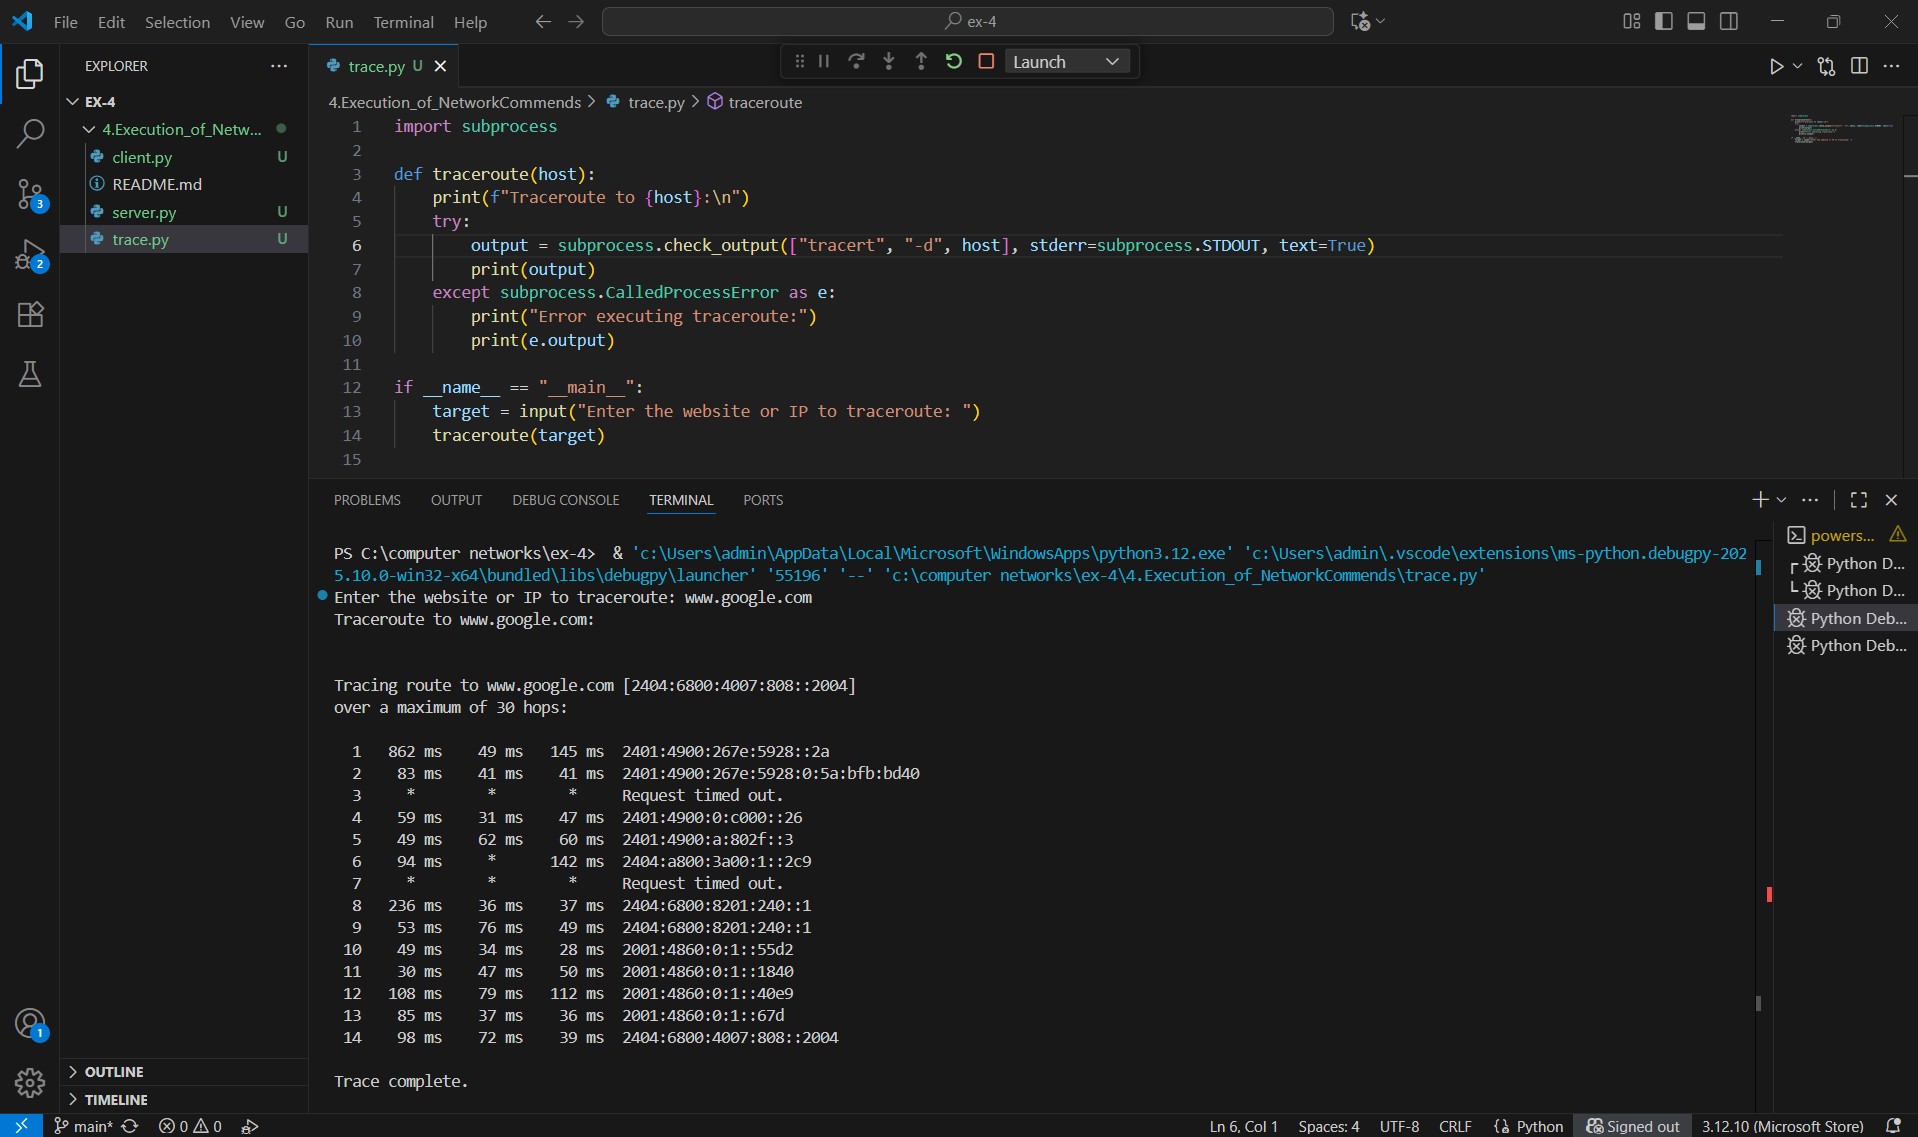 File Edit Selection View Go Run Terminal Help
ex-4
EXPLORER
EX-4
4.Execution_of_Netw...
client.py U
README.md
server.py U
trace.py U
OUTLINE
TIMELINE
3
2
1
trace.py U
Launch
4.Execution_of_NetworkCommends > trace.py > traceroute
1 import subprocess
2
3 def traceroute(host):
4     print(f"Traceroute to {host}:\n")
5     try:
6         output = subprocess.check_output(["tracert", "-d", host], stderr=subprocess.STDOUT, text=True)
7         print(output)
8     except subprocess.CalledProcessError as e:
9         print("Error executing traceroute:")
10         print(e.output)
11
12 if __name__ == "__main__":
13     target = input("Enter the website or IP to traceroute: ")
14     traceroute(target)
15
PROBLEMS OUTPUT DEBUG CONSOLE TERMINAL PORTS
PS C:\computer networks\ex-4>  & 'c:\Users\admin\AppData\Local\Microsoft\WindowsApps\python3.12.exe' 'c:\Users\admin\.vscode\extensions\ms-python.debugpy-202
5.10.0-win32-x64\bundled\libs\debugpy\launcher' '55196' '--' 'c:\computer networks\ex-4\4.Execution_of_NetworkCommends\trace.py'
Enter the website or IP to traceroute: www.google.com
Traceroute to www.google.com:
Tracing route to www.google.com [2404:6800:4007:808::2004]
over a maximum of 30 hops:
1   862 ms    49 ms   145 ms  2401:4900:267e:5928::2a
2    83 ms    41 ms    41 ms  2401:4900:267e:5928:0:5a:bfb:bd40
3     *        *        *     Request timed out.
4    59 ms    31 ms    47 ms  2401:4900:0:c000::26
5    49 ms    62 ms    60 ms  2401:4900:a:802f::3
6    94 ms     *      142 ms  2404:a800:3a00:1::2c9
7     *        *        *     Request timed out.
8   236 ms    36 ms    37 ms  2404:6800:8201:240::1
9    53 ms    76 ms    49 ms  2404:6800:8201:240::1
10    49 ms    34 ms    28 ms  2001:4860:0:1::55d2
11    30 ms    47 ms    50 ms  2001:4860:0:1::1840
12   108 ms    79 ms   112 ms  2001:4860:0:1::40e9
13    85 ms    37 ms    36 ms  2001:4860:0:1::67d
14    98 ms    72 ms    39 ms  2404:6800:4007:808::2004
Trace complete.
powers...
Python D...
Python D...
Python Deb...
Python Deb...
main* 0 0 Ln 6, Col 1 Spaces: 4 UTF-8 CRLF {} Python Signed out 3.12.10 (Microsoft Store)